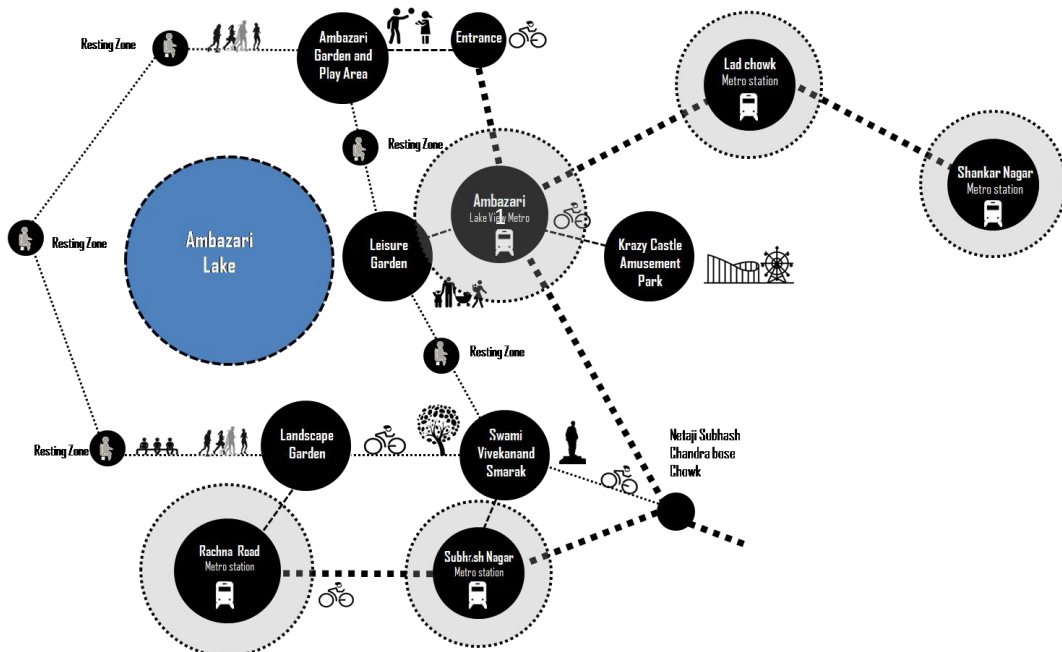 Resting Zone
Ambazari
Garden and
Play Area
Entrance
Lad chowk
Metro station
Resting Zone
Shankar Nagar
Metro station
Ambazari
Lake View Metro
1
Resting Zone
Ambazari
Lake
Leisure
Garden
Krazy Castle
Amusement
Park
Resting Zone
Resting Zone
Landscape
Garden
Swami
Vivekanand
Smarak
Netaji Subhash
Chandra bose
Chowk
Rachna Road
Metro station
Subhash Nagar
Metro station